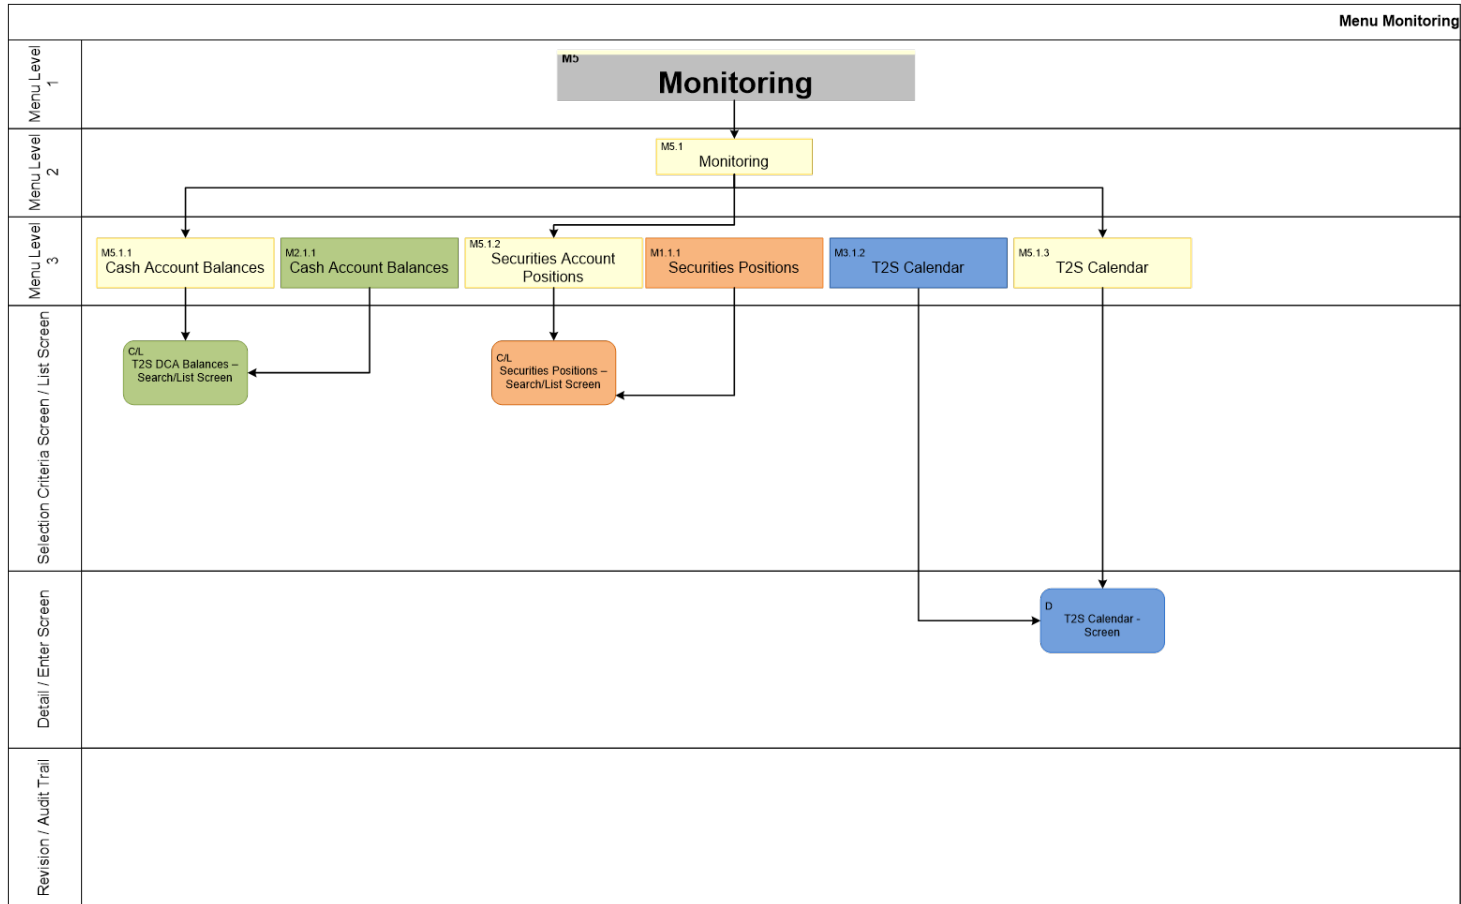 Menu Monitoring
Menu Level
1
M5
Monitoring
Menu Level
2
M5.1
Monitoring
Menu Level
3
M5.1.1
Cash Account Balances
M2.1.1
Cash Account Balances
M5.1.2
Securities Account
Positions
M1.1.1
Securities Positions
M3.1.2
T2S Calendar
M5.1.3
T2S Calendar
Selection Criteria Screen / List Screen
C/L
T2S DCA Balances –
Search/List Screen
C/L
Securities Positions –
Search/List Screen
Detail / Enter Screen
D
T2S Calendar -
Screen
Revision / Audit Trail